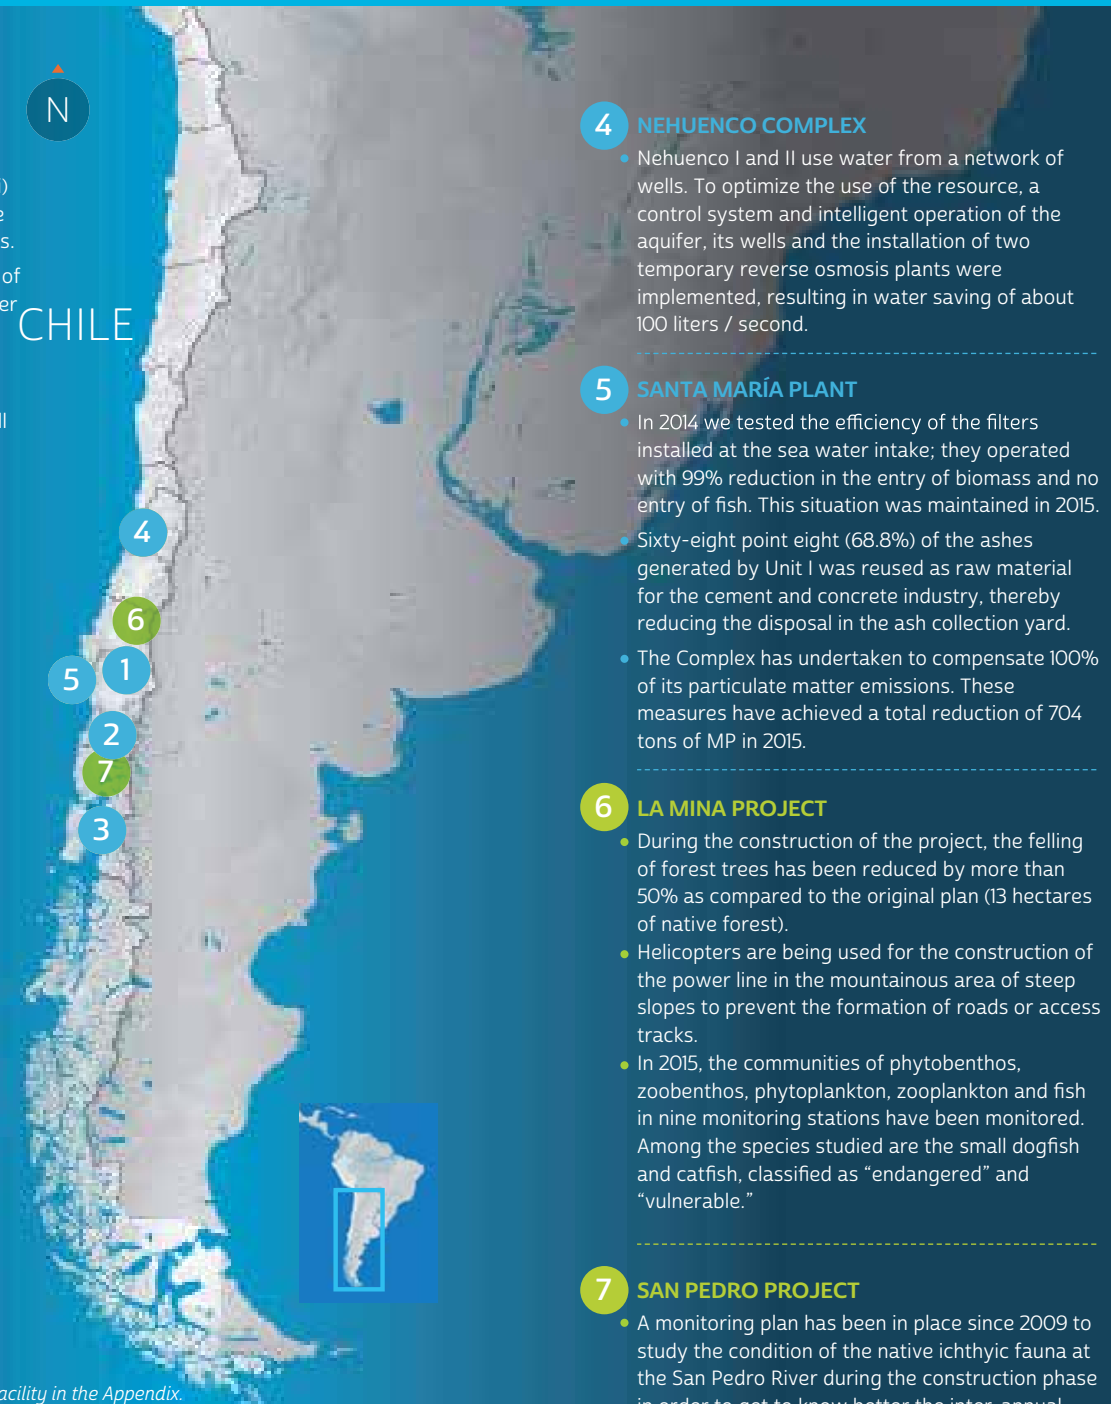 N
i)
e
s.
of
er
CHILE
ll
4
6
1
5
2
7
3
acility in the Appendix.
4 NEHUENCO COMPLEX
• Nehuenco I and II use water from a network of
wells. To optimize the use of the resource, a
control system and intelligent operation of the
aquifer, its wells and the installation of two
temporary reverse osmosis plants were
implemented, resulting in water saving of about
100 liters / second.
5 SANTA MARÍA PLANT
• In 2014 we tested the efficiency of the filters
installed at the sea water intake; they operated
with 99% reduction in the entry of biomass and no
entry of fish. This situation was maintained in 2015.
• Sixty-eight point eight (68.8%) of the ashes
generated by Unit I was reused as raw material
for the cement and concrete industry, thereby
reducing the disposal in the ash collection yard.
• The Complex has undertaken to compensate 100%
of its particulate matter emissions. These
measures have achieved a total reduction of 704
tons of MP in 2015.
6 LA MINA PROJECT
• During the construction of the project, the felling
of forest trees has been reduced by more than
50% as compared to the original plan (13 hectares
of native forest).
• Helicopters are being used for the construction of
the power line in the mountainous area of steep
slopes to prevent the formation of roads or access
tracks.
• In 2015, the communities of phytobenthos,
zoobenthos, phytoplankton, zooplankton and fish
in nine monitoring stations have been monitored.
Among the species studied are the small dogfish
and catfish, classified as “endangered” and
“vulnerable.”
7 SAN PEDRO PROJECT
• A monitoring plan has been in place since 2009 to
study the condition of the native ichthyic fauna at
the San Pedro River during the construction phase
in order to get to know better the inter-annual